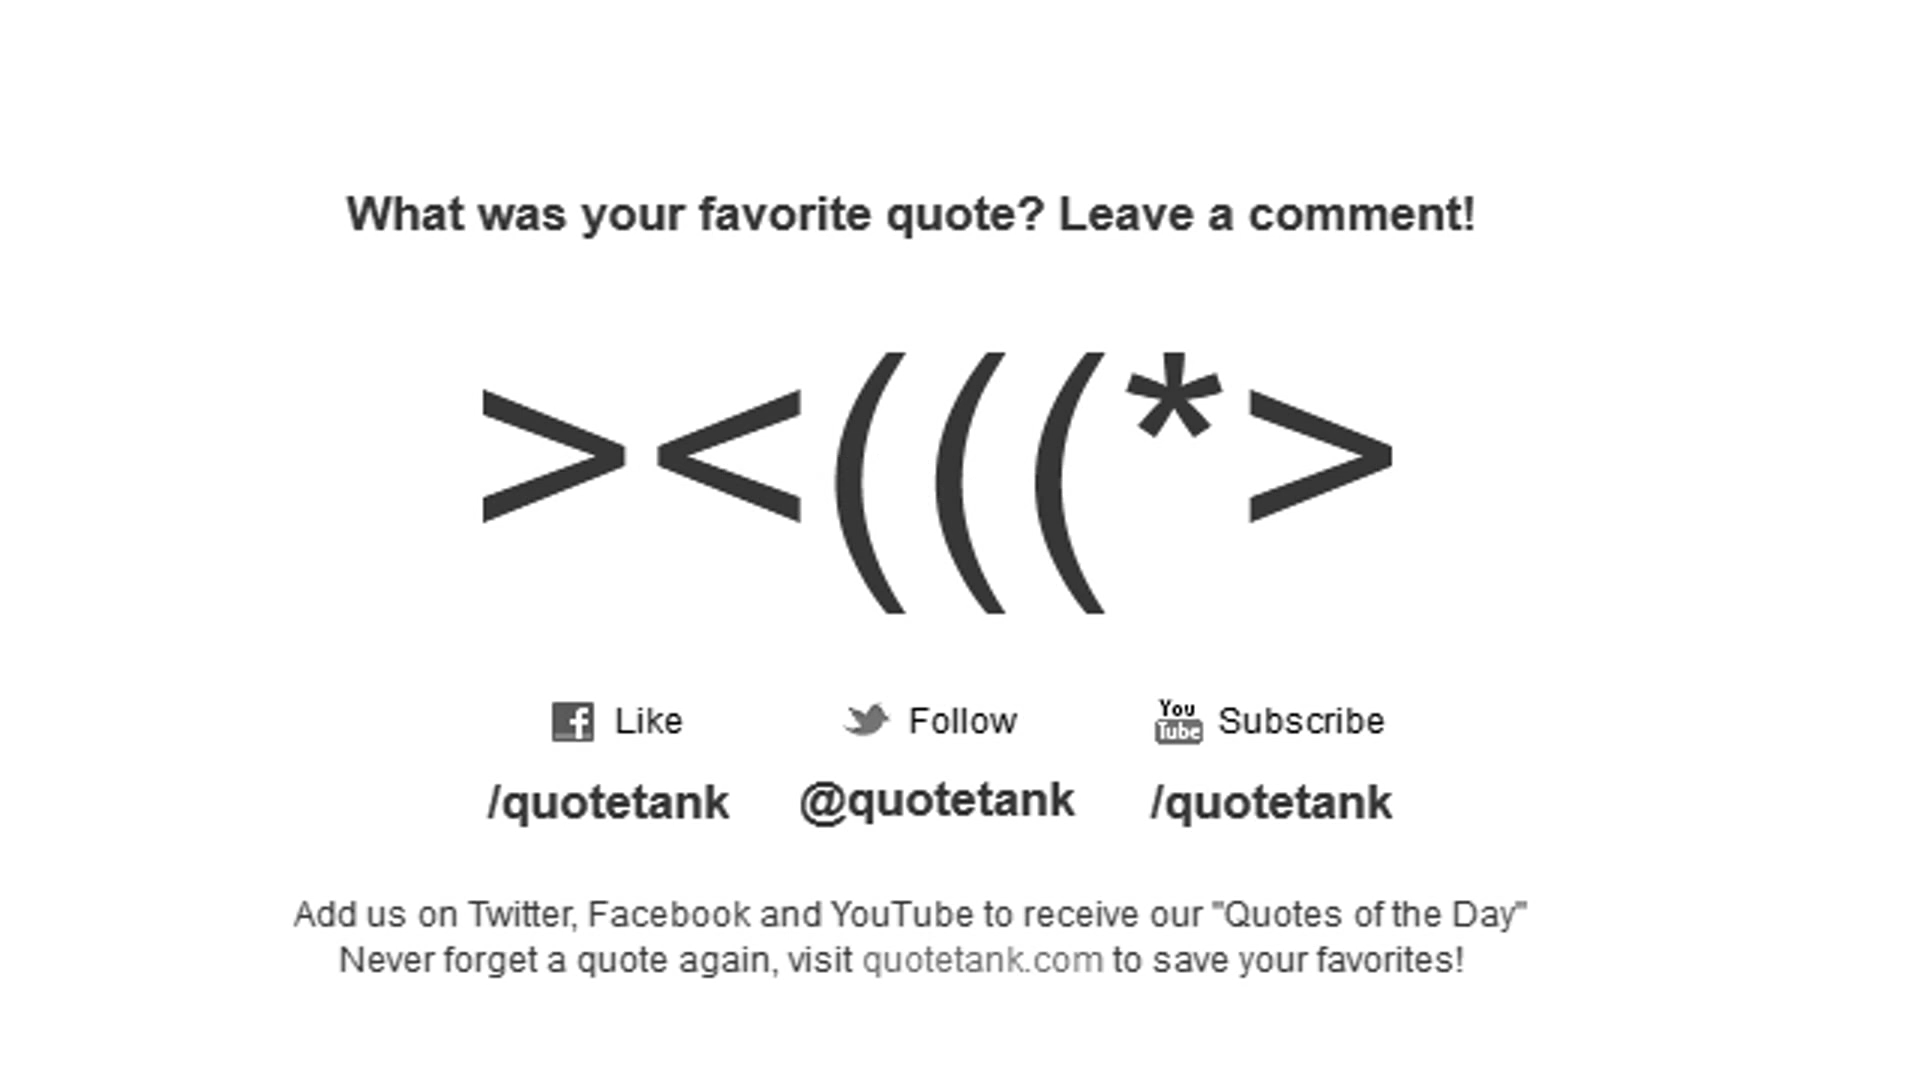 What was your favorite quote? Leave a comment!
><(((*>
f Like Follow You Tube Subscribe
/quotetank @quotetank /quotetank
Add us on Twitter, Facebook and YouTube to receive our "Quotes of the Day"
Never forget a quote again, visit quotetank.com to save your favorites!